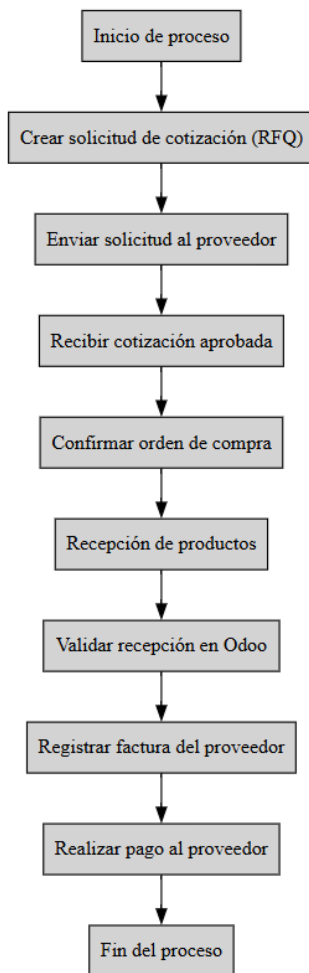 Inicio de proceso
Crear solicitud de cotización (RFQ)
Enviar solicitud al proveedor
Recibir cotización aprobada
Confirmar orden de compra
Recepción de productos
Validar recepción en Odoo
Registrar factura del proveedor
Realizar pago al proveedor
Fin del proceso